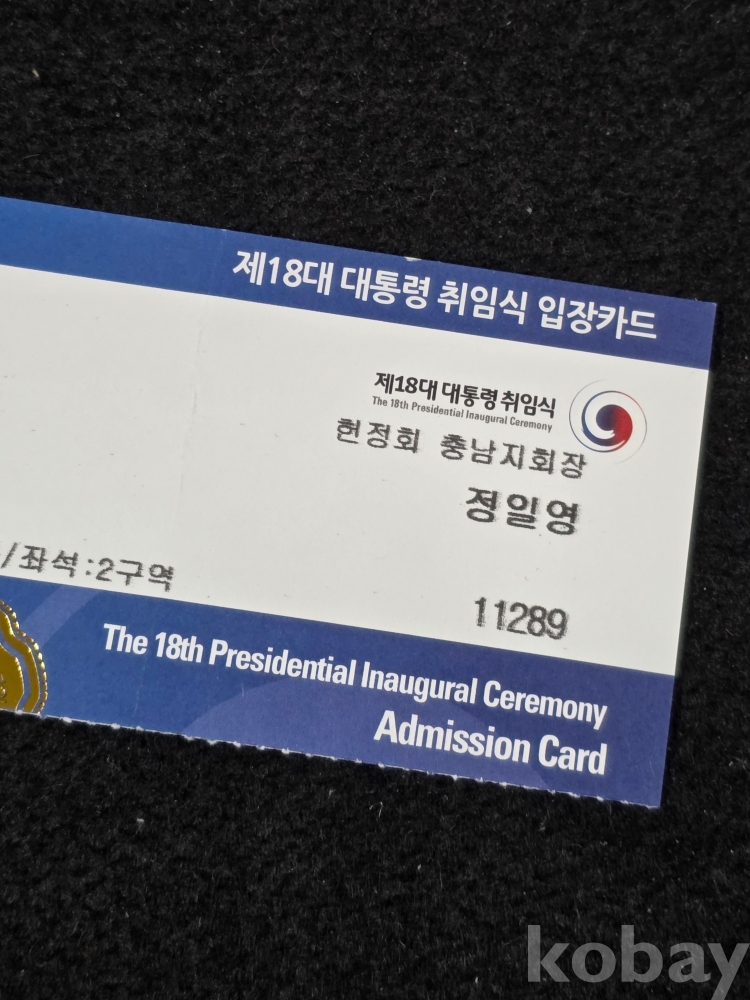 제18대 대통령 취임식 입장카드
제18대 대통령 취임식
The 18th Presidential Inaugural Ceremony
헌정회 충남지회장
정일영
/좌석:2구역
11289
The 18th Presidential Inaugural Ceremony
Admission Card
kobay